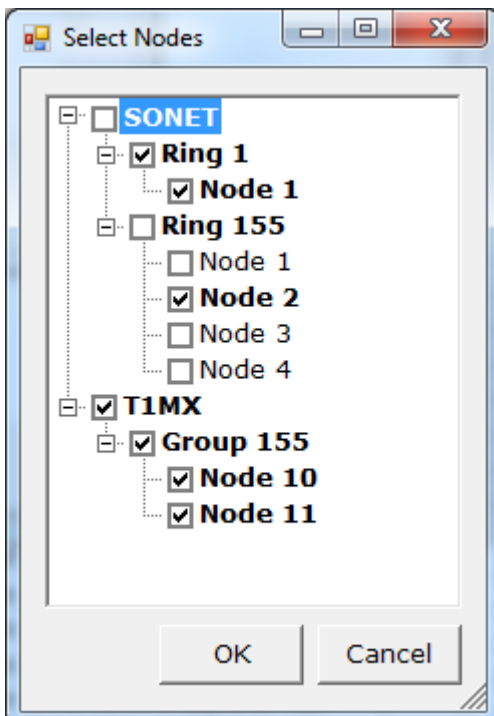 Select Nodes
SONET
Ring 1
Node 1
Ring 155
Node 1
Node 2
Node 3
Node 4
T1MX
Group 155
Node 10
Node 11
OK Cancel